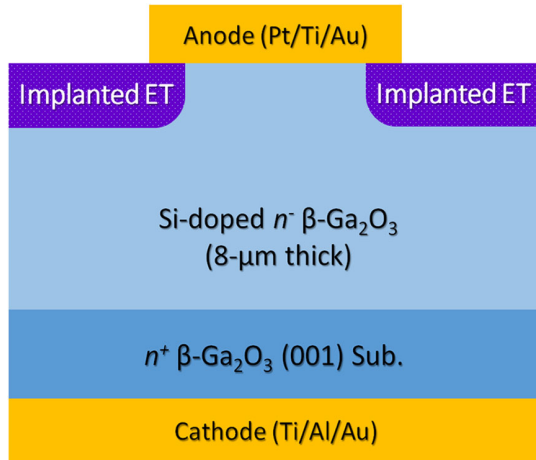 Anode (Pt/Ti/Au)
Implanted ET
Implanted ET
Si-doped n⁻ β-Ga₂O₃
(8-μm thick)
n⁺ β-Ga₂O₃ (001) Sub.
Cathode (Ti/Al/Au)